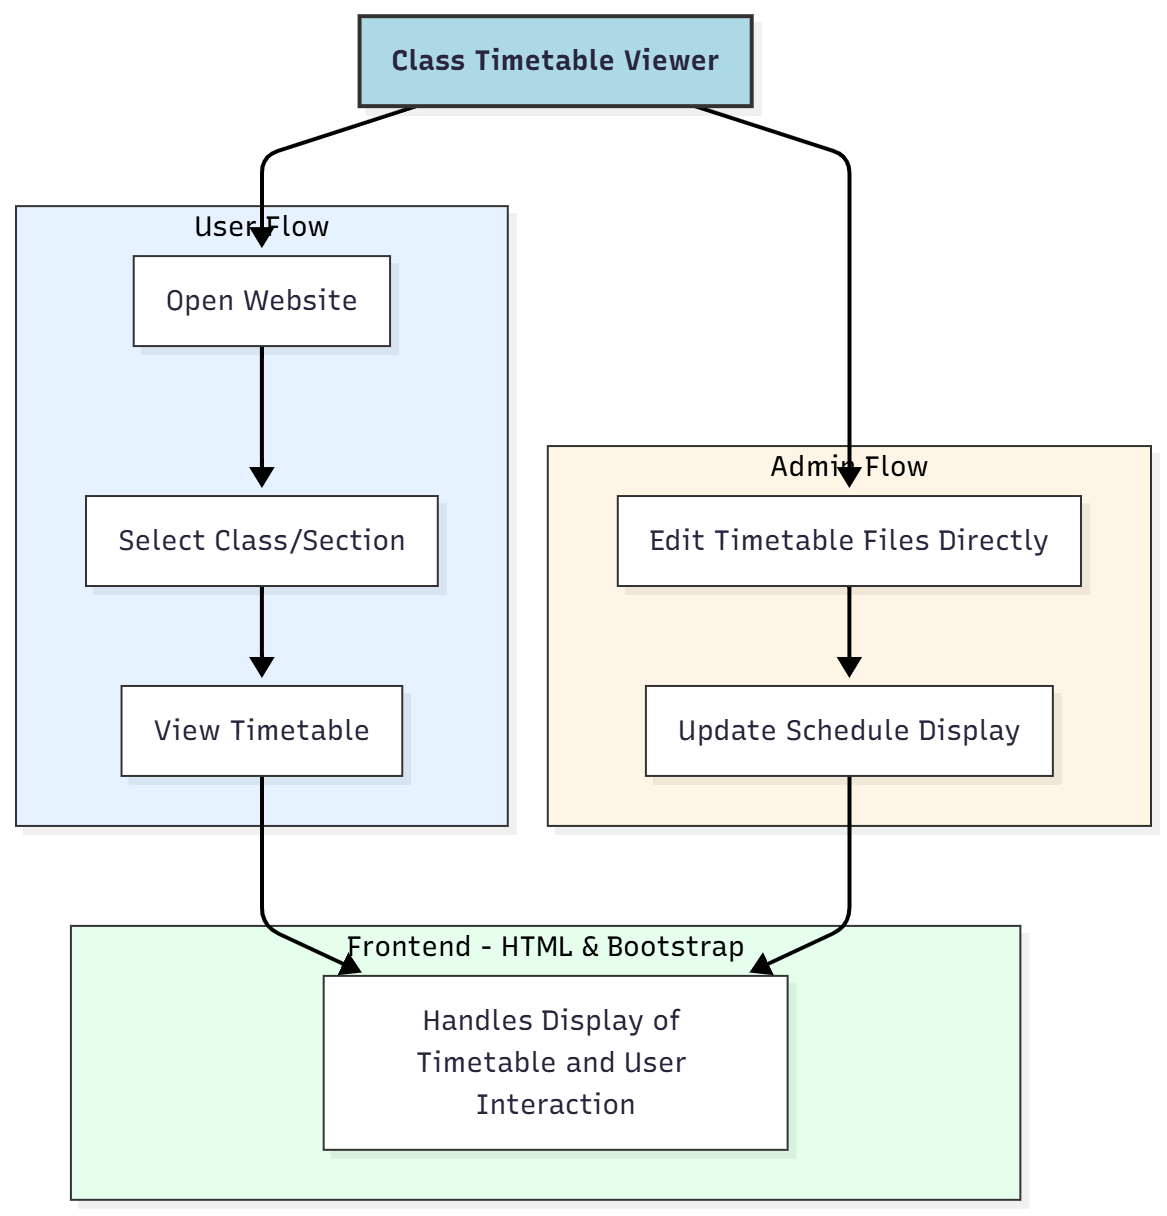 Class Timetable Viewer
User Flow
Open Website
Select Class/Section
View Timetable
Admin Flow
Edit Timetable Files Directly
Update Schedule Display
Frontend - HTML & Bootstrap
Handles Display of
Timetable and User
Interaction